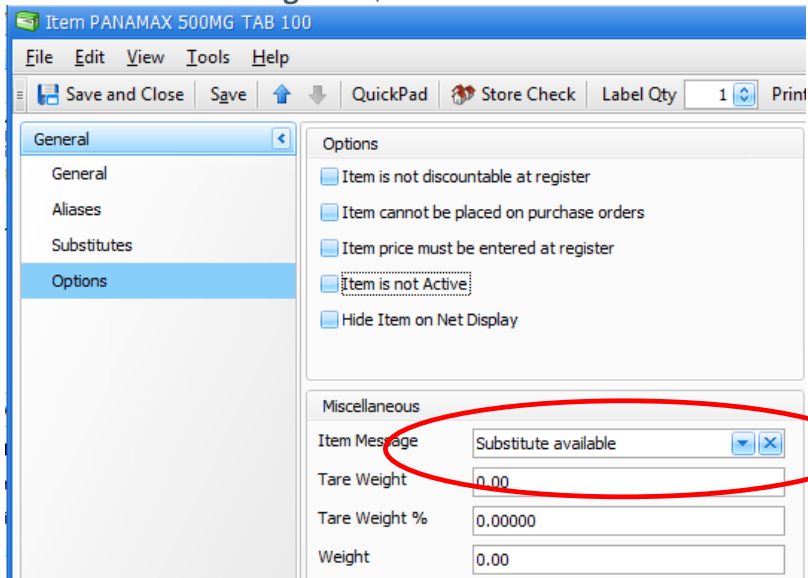 Item PANAMAX 500MG TAB 100
File Edit View Tools Help
Save and Close Save QuickPad Store Check Label Qty 1 Print
General
General
Aliases
Substitutes
Options
Options
Item is not discountable at register
Item cannot be placed on purchase orders
Item price must be entered at register
Item is not Active
Hide Item on Net Display
Miscellaneous
Item Message Substitute available
Tare Weight 0.00
Tare Weight % 0.00000
Weight 0.00